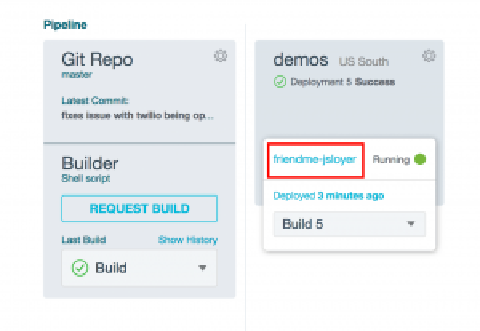 Pipeline
Git Repo
master
Latest Commit:
fixes issue with twilio being op...
Builder
Shell script
REQUEST BUILD
Last Build Show History
Build
demos US South
Deployment 5 Success
friendme-jsloyer Running
Deployed 3 minutes ago
Build 5